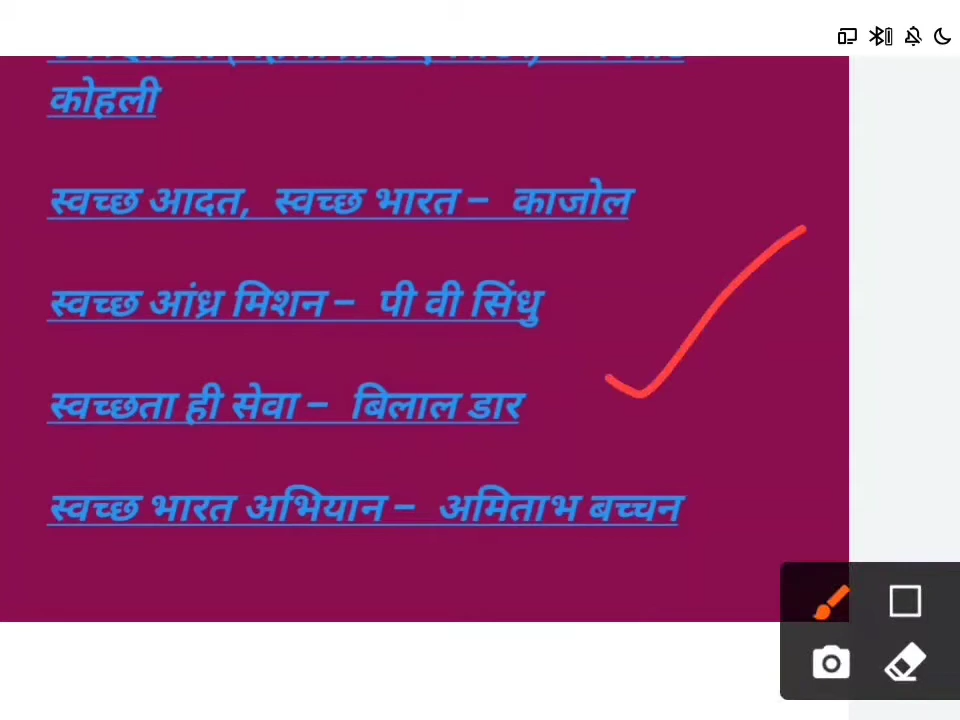 कोहली
स्वच्छ आदत, स्वच्छ भारत – काजोल
स्वच्छ आंध्र मिशन – पी वी सिंधु
स्वच्छता ही सेवा – बिलाल डार
स्वच्छ भारत अभियान – अमिताभ बच्चन